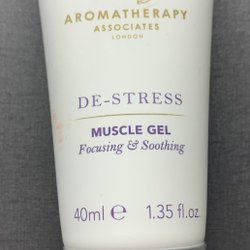 AROMATHERAPY
ASSOCIATES
LONDON
DE-STRESS
MUSCLE GEL
Focusing & Soothing
40ml ℮ 1.35 fl.oz.